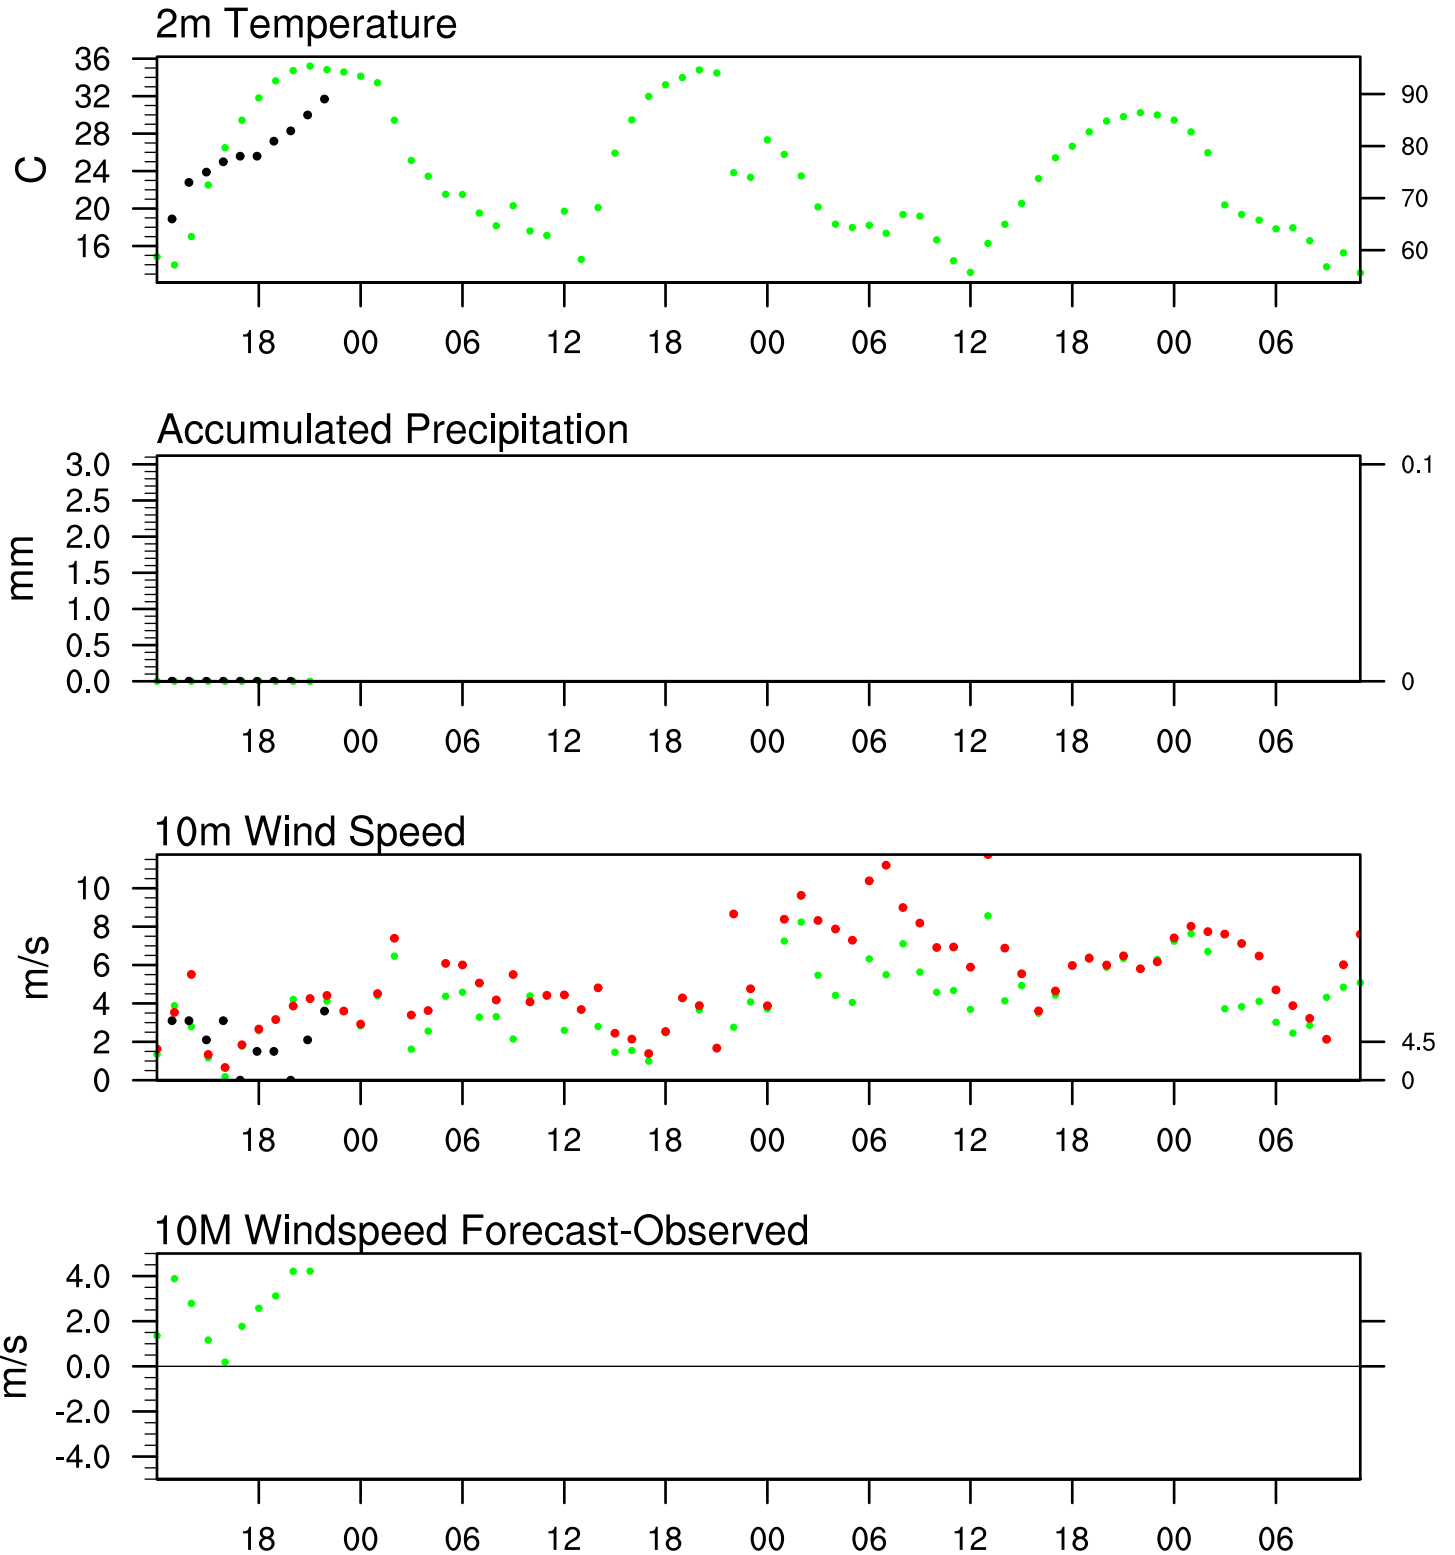 2m Temperature
36
32
28
24
20
16
C
90
80
70
60
18 00 06 12 18 00 06 12 18 00 06
Accumulated Precipitation
3.0
2.5
2.0
1.5
1.0
0.5
0.0
mm
0.1
0
18 00 06 12 18 00 06 12 18 00 06
10m Wind Speed
10
8
6
4
2
0
m/s
4.5
0
18 00 06 12 18 00 06 12 18 00 06
10M Windspeed Forecast-Observed
4.0
2.0
0.0
-2.0
-4.0
m/s
18 00 06 12 18 00 06 12 18 00 06